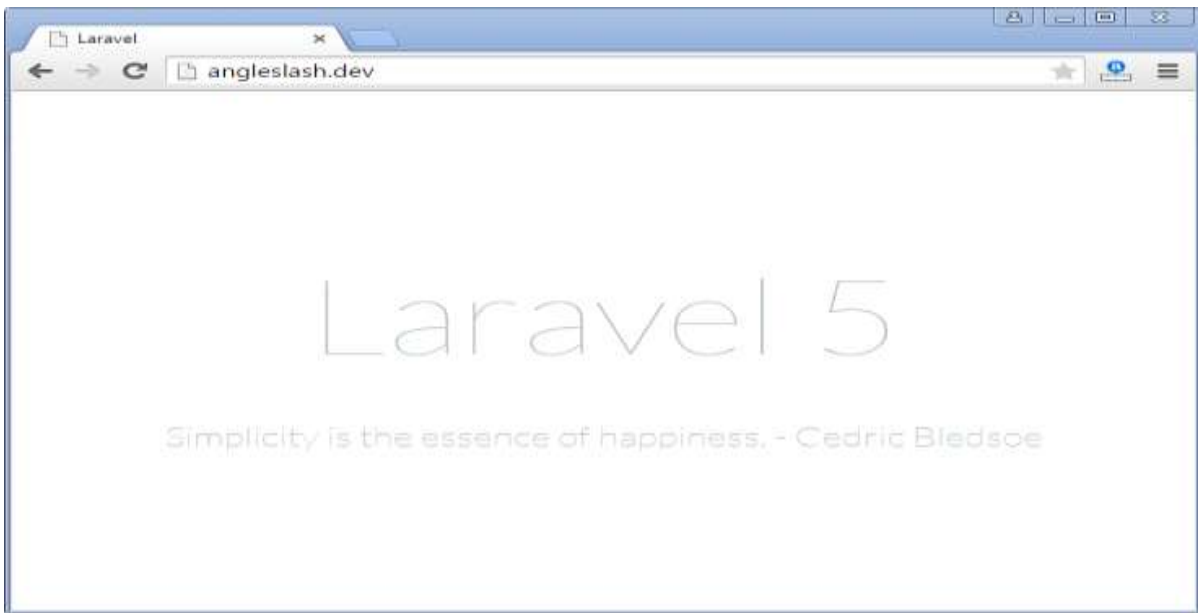 Laravel
angleslash.dev
Laravel 5
Simplicity is the essence of happiness. - Cedric Bledsoe